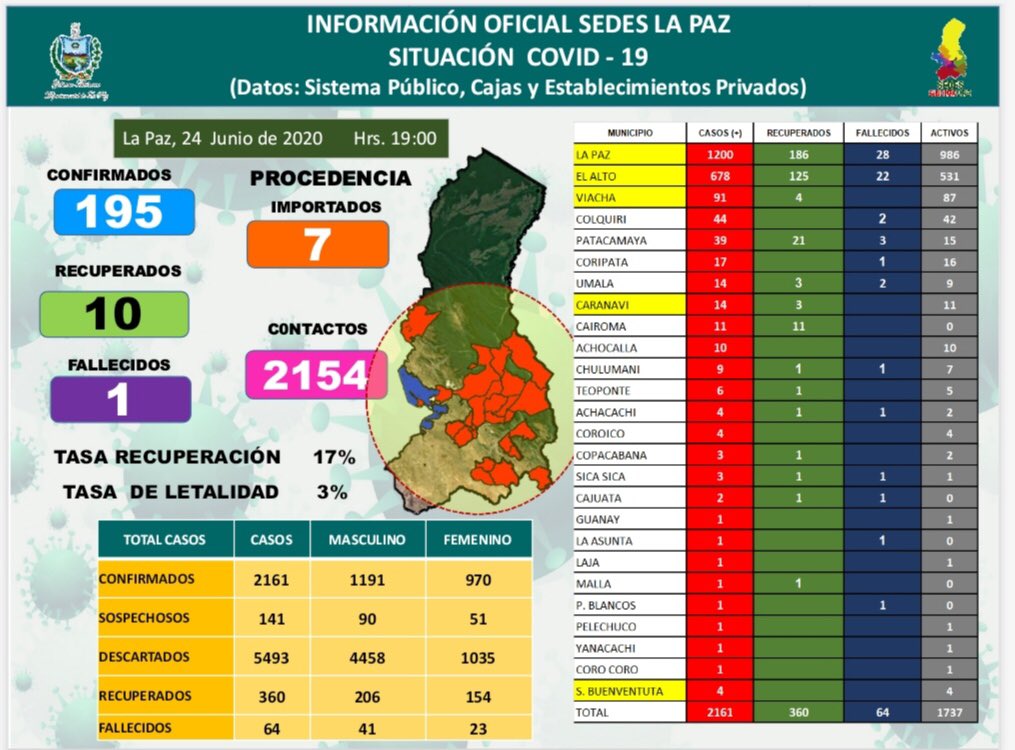 INFORMACIÓN OFICIAL SEDES LA PAZ
SITUACIÓN COVID - 19
(Datos: Sistema Público, Cajas y Establecimientos Privados)
SEDES
La Paz, 24 Junio de 2020 Hrs. 19:00
CONFIRMADOS
195
RECUPERADOS
10
FALLECIDOS
1
PROCEDENCIA
IMPORTADOS
7
C0NTACTOS
2154
TASA RECUPERACIÓN 17%
TASA DE LETALIDAD 3%
TOTAL CASOS CASOS MASCULINO FEMENINO
CONFIRMADOS 2161 1191 970
SOSPECHOSOS 141 90 51
DESCARTADOS 5493 4458 1035
RECUPERADOS 360 206 154
FALLECIDOS 64 41 23
MUNICIPIO CASOS (+) RECUPERADOS FALLECIDOS ACTIVOS
LA PAZ 1200 186 28 986
EL ALTO 678 125 22 531
VIACHA 91 4 87
COLQUIRI 44 2 42
PATACAMAYA 39 21 3 15
CORIPATA 17 1 16
UMALA 14 3 2 9
CARANAVI 14 3 11
CAIROMA 11 11 0
ACHOCALLA 10 10
CHULUMANI 9 1 1 7
TEOPONTE 6 1 5
ACHACACHI 4 1 1 2
COROICO 4 4
COPACABANA 3 1 2
SICA SICA 3 1 1 1
CAJUATA 2 1 1 0
GUANAY 1 1
LA ASUNTA 1 1 0
LAJA 1 1
MALLA 1 1 0
P. BLANCOS 1 1 0
PELECHUCO 1 1
YANACACHI 1 1
CORO CORO 1 1
S. BUENVENTUTA 4 4
TOTAL 2161 360 64 1737